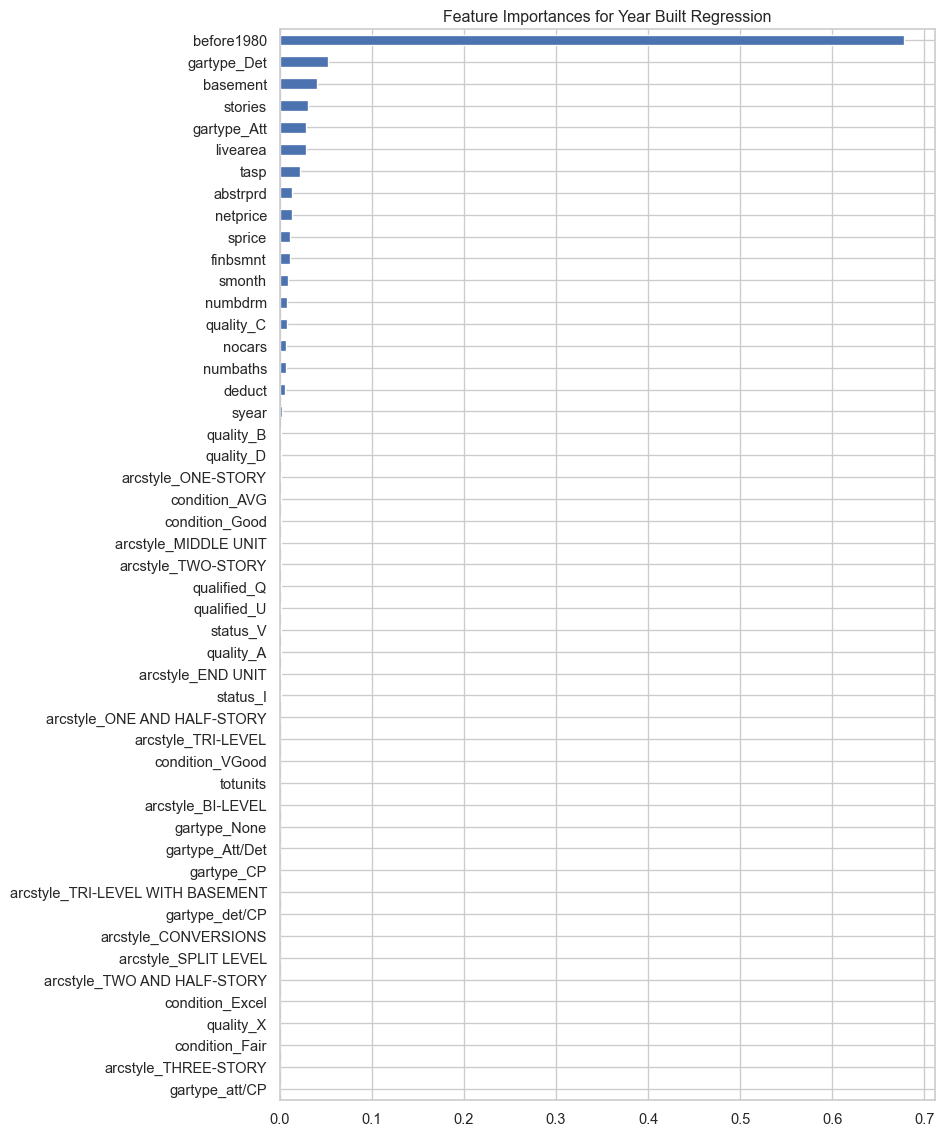 Feature Importances for Year Built Regression
before1980
gartype_Det
basement
stories
gartype_Att
livearea
tasp
abstrprd
netprice
sprice
finbsmnt
smonth
numbdrm
quality_C
nocars
numbaths
deduct
syear
quality_B
quality_D
arcstyle_ONE-STORY
condition_AVG
condition_Good
arcstyle_MIDDLE UNIT
arcstyle_TWO-STORY
qualified_Q
qualified_U
status_V
quality_A
arcstyle_END UNIT
status_I
arcstyle_ONE AND HALF-STORY
arcstyle_TRI-LEVEL
condition_VGood
totunits
arcstyle_BI-LEVEL
gartype_None
gartype_Att/Det
gartype_CP
arcstyle_TRI-LEVEL WITH BASEMENT
gartype_det/CP
arcstyle_CONVERSIONS
arcstyle_SPLIT LEVEL
arcstyle_TWO AND HALF-STORY
condition_Excel
quality_X
condition_Fair
arcstyle_THREE-STORY
gartype_att/CP
0.0 0.1 0.2 0.3 0.4 0.5 0.6 0.7